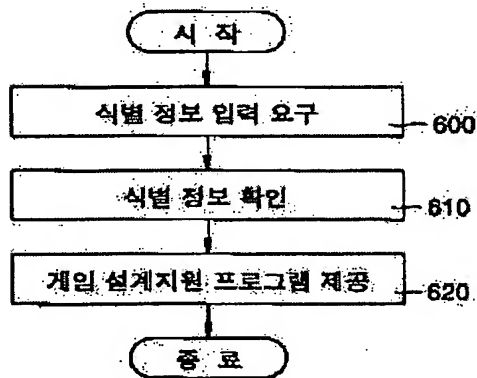 시 작
식별 정보 입력 요구
600
식별 정보 확인
610
게임 설계지원 프로그램 제공
620
종 료